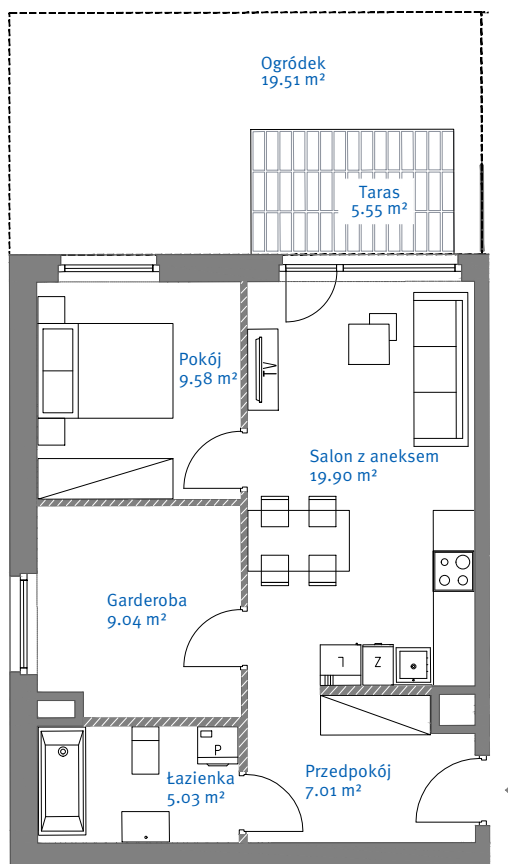 Ogródek
19.51 m²
Taras
5.55 m²
Pokój
9.58 m²
TV
Salon z aneksem
19.90 m²
Garderoba
9.04 m²
L
Z
P
Łazienka
5.03 m²
Przedpokój
7.01 m²